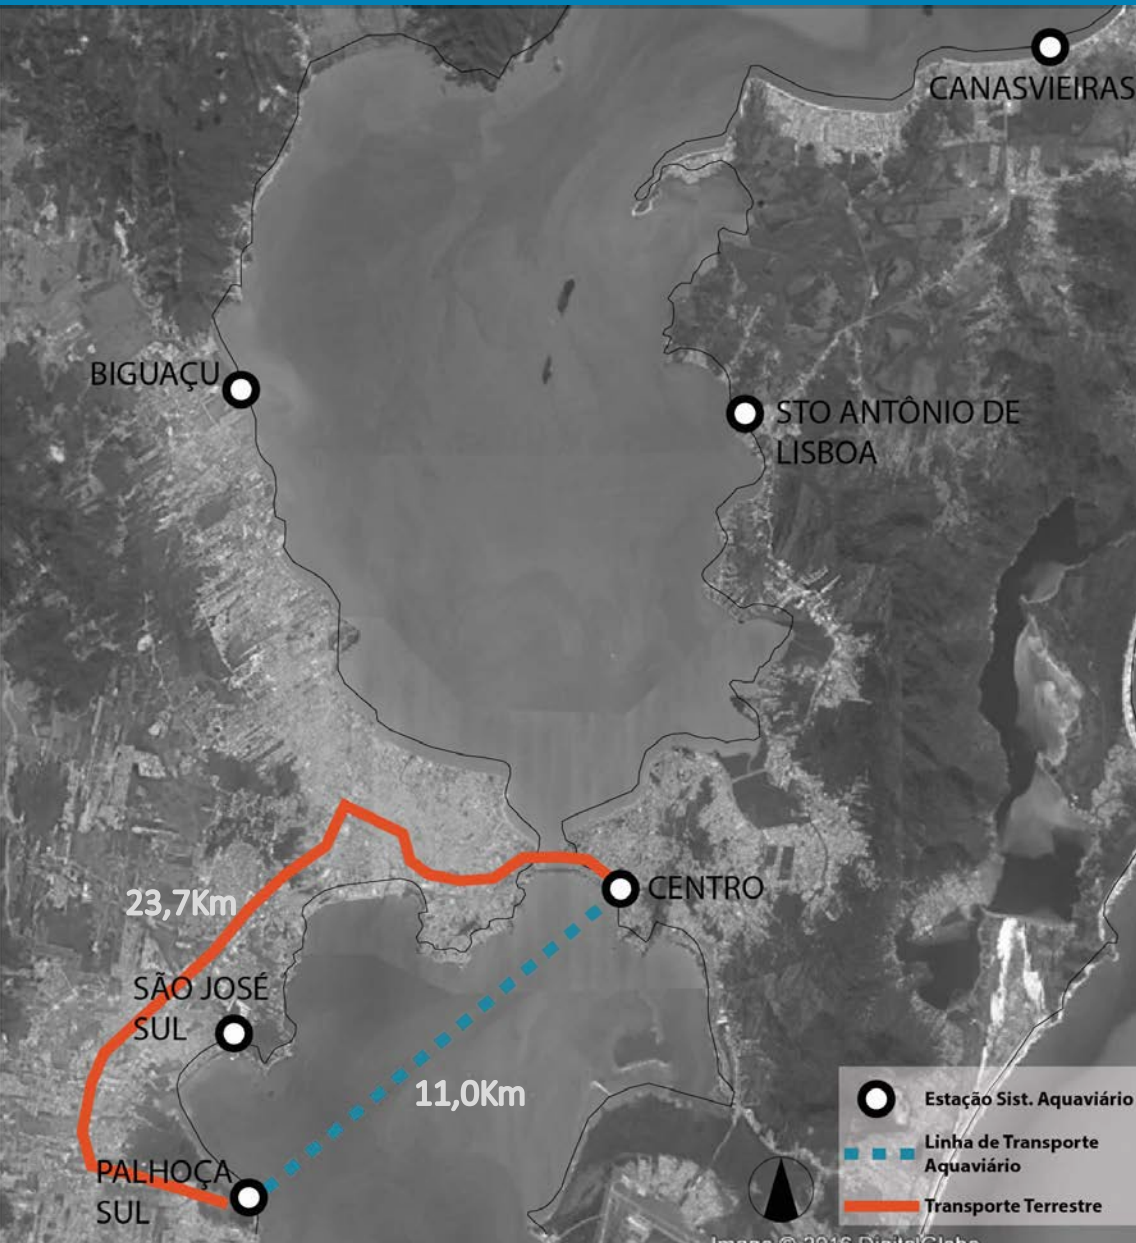 CANASVIEIRAS
BIGUAÇU
STO ANTÔNIO DE
LISBOA
CENTRO
23,7Km
SÃO JOSÉ
SUL
11,0Km
PALHOÇA
SUL
Estação Sist. Aquaviário
Linha de Transporte
Aquaviário
Transporte Terrestre